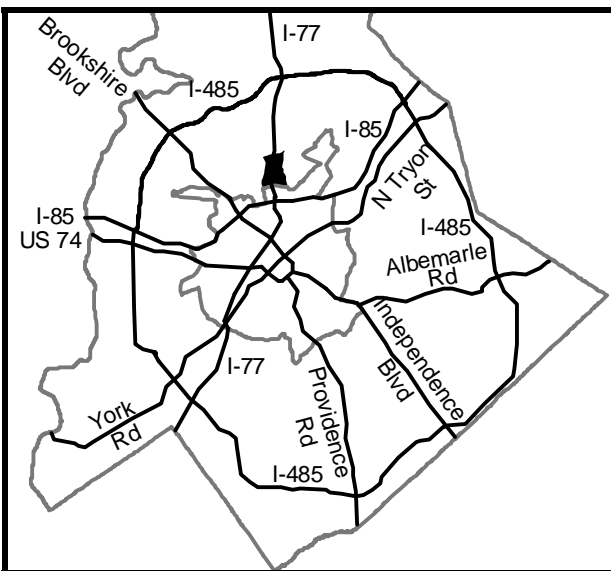 I-77
Brookshire
Blvd
I-485
I-85
N Tryon
St
I-85
US 74
I-485
Albemarle
Rd
Independence
Blvd
I-77
Providence
Rd
York
Rd
I-485